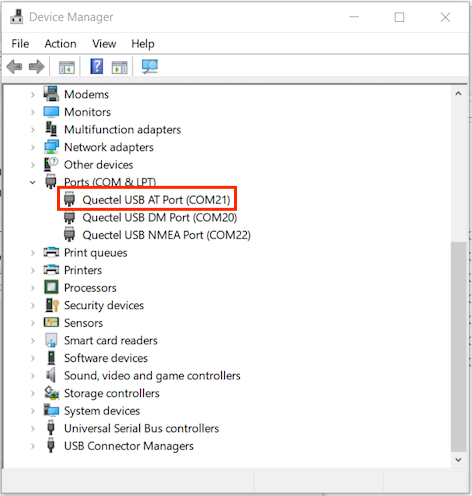 Device Manager
File Action View Help
Modems
Monitors
Multifunction adapters
Network adapters
Other devices
Ports (COM & LPT)
Quectel USB AT Port (COM21)
Quectel USB DM Port (COM20)
Quectel USB NMEA Port (COM22)
Print queues
Printers
Processors
Security devices
Sensors
Smart card readers
Software devices
Sound, video and game controllers
Storage controllers
System devices
Universal Serial Bus controllers
USB Connector Managers